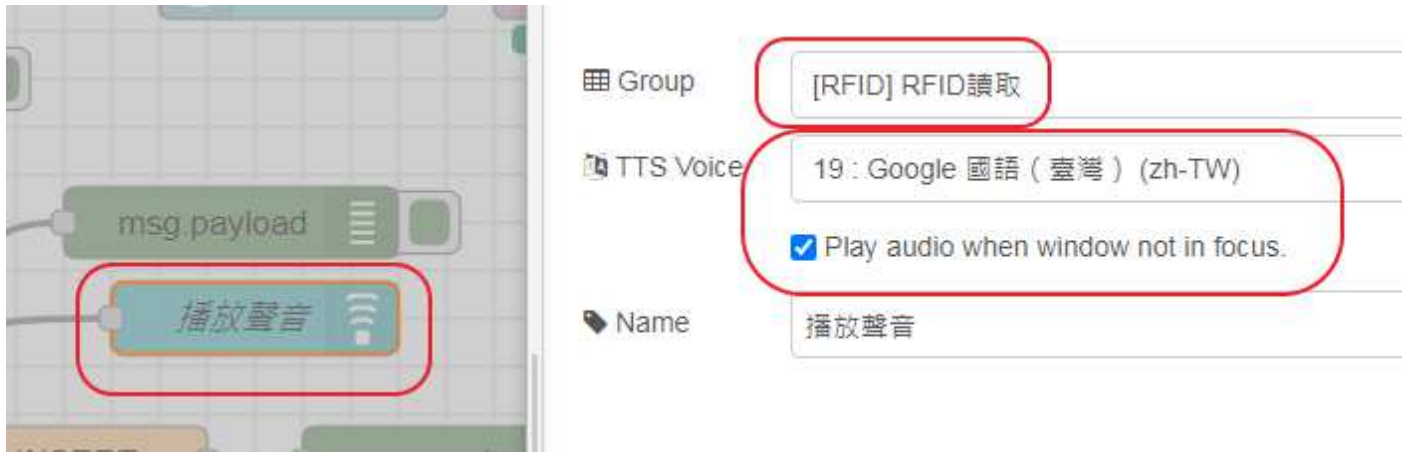 Group
[RFID] RFID讀取
TTS Voice
19 : Google 國語 ( 臺灣 ) (zh-TW)
msg.payload
Play audio when window not in focus.
播放聲音
Name
播放聲音